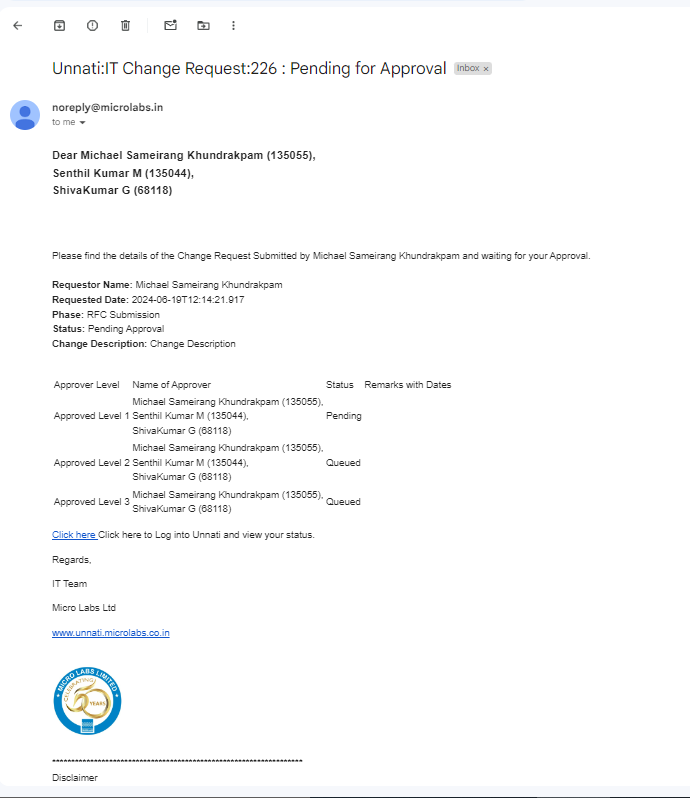 Unnati:IT Change Request:226 : Pending for Approval Inbox x
noreply@microlabs.in
to me
Dear Michael Sameirang Khundrakpam (135055),
Senthil Kumar M (135044),
ShivaKumar G (68118)
Please find the details of the Change Request Submitted by Michael Sameirang Khundrakpam and waiting for your Approval.
Requestor Name: Michael Sameirang Khundrakpam
Requested Date: 2024-06-19T12:14:21.917
Phase: RFC Submission
Status: Pending Approval
Change Description: Change Description
Approver Level Name of Approver Status Remarks with Dates
Michael Sameirang Khundrakpam (135055),
Approved Level 1 Senthil Kumar M (135044), Pending
ShivaKumar G (68118)
Michael Sameirang Khundrakpam (135055),
Approved Level 2 Senthil Kumar M (135044), Queued
ShivaKumar G (68118)
Michael Sameirang Khundrakpam (135055),
Approved Level 3 Queued
ShivaKumar G (68118)
Click here Click here to Log into Unnati and view your status.
Regards,
IT Team
Micro Labs Ltd
www.unnati.microlabs.co.in
MICRO LABS LIMITED
CELEBRATING
50
YEARS
Disclaimer